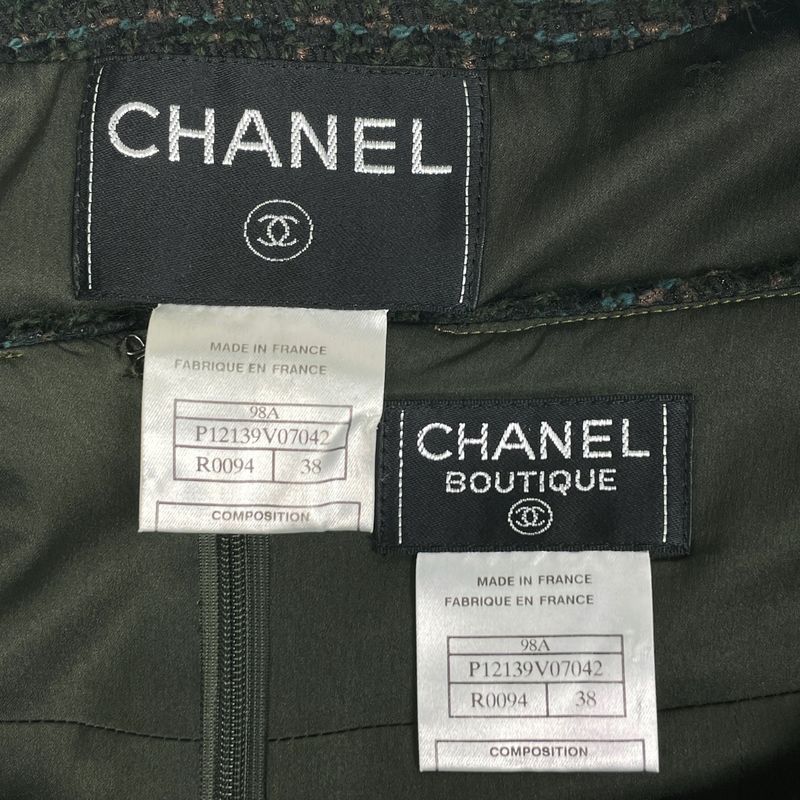 CHANEL
MADE IN FRANCE
FABRIQUE EN FRANCE
98A
P12139V07042
R0094 38
COMPOSITION
CHANEL
BOUTIQUE
MADE IN FRANCE
FABRIQUE EN FRANCE
98A
P12139V07042
R0094 38
COMPOSITION